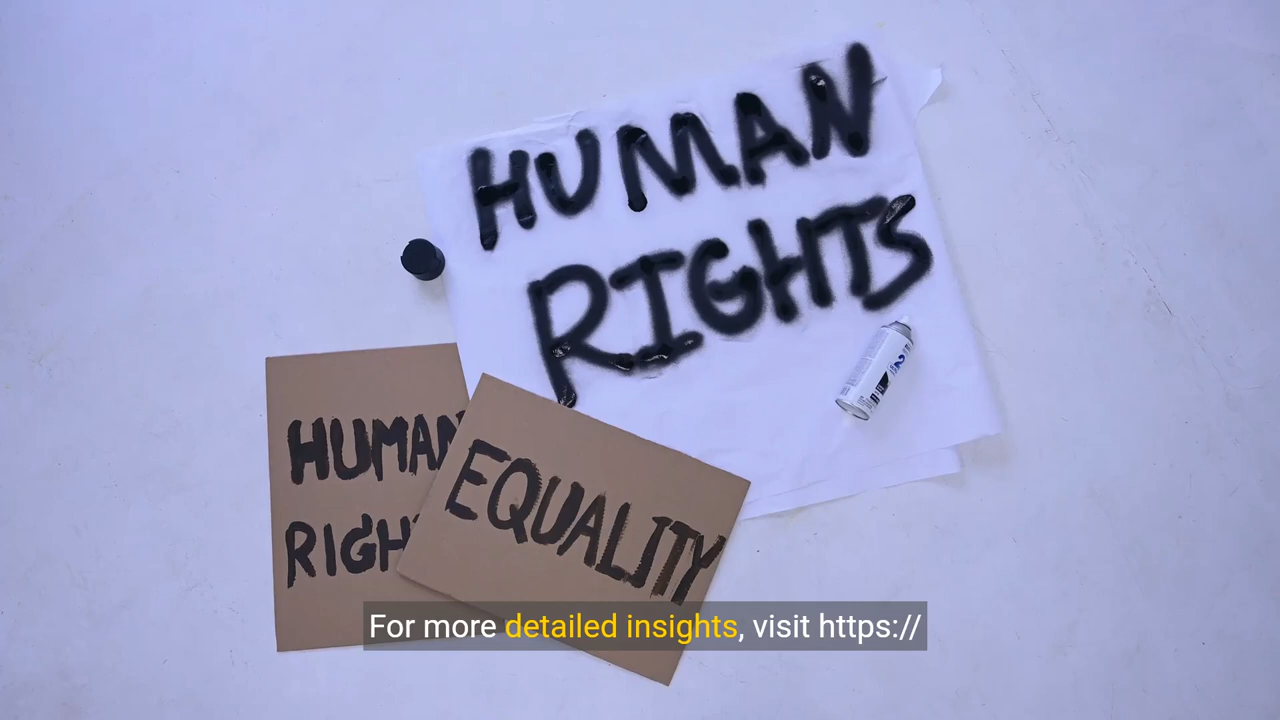 HUMAN
RIGHTS
HUMAN
RIGH
EQUALITY
For more detailed insights, visit https://